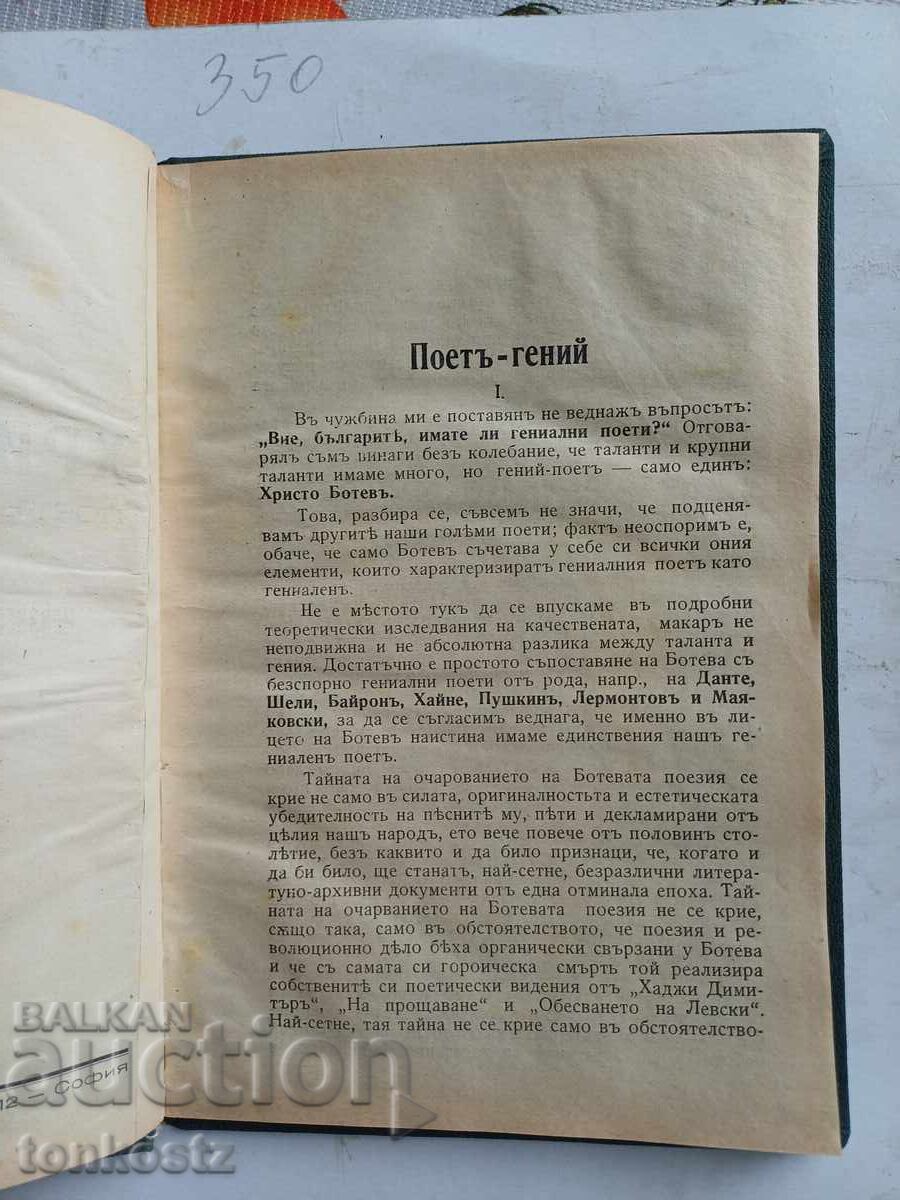 350
Поетъ-гений
I.
Въ чужбина ми е поставянъ не веднажъ въпросътъ:
„Вие, българитѣ, имате ли гениални поети?“ Отгова-
рялъ съмъ винаги безъ колебание, че таланти и крупни
таланти имаме много, но гений-поетъ — само единъ:
Христо Ботевъ.
Това, разбира се, съвсемъ не значи, че подценя-
вамъ другитѣ наши голѣми поети; фактъ неоспоримъ е,
обаче, че само Ботевъ съчетава у себе си всички ония
елементи, които характеризиратъ гениалния поетъ като
гениаленъ.
Не е мѣстото тукъ да се впускаме въ подробни
теоретически изследвания на качествената, макаръ не
неподвижна и не абсолютна разлика между таланта и
гения. Достатъчно е простото съпоставяне на Ботева съ
безспорно гениални поети отъ рода, напр., на Данте,
Шели, Байронъ, Хайне, Пушкинъ, Лермонтовъ и Мая-
ковски, за да се съгласимъ веднага, че именно въ ли-
цето на Ботевъ наистина имаме единствения нашъ ге-
ниаленъ поетъ.
Тайната на очарованието на Ботевата поезия се
крие не само въ силата, оригиналностьта и естетическата
убедителность на пѣснитѣ му, пѣти и декламирани отъ
цѣлия нашъ народъ, ето вече повече отъ половинъ сто-
лѣтие, безъ каквито и да било признаци, че, когато и
да би било, ще станатъ, най-сетне, безразлични литера-
туно-архивни документи отъ една отминала епоха. Тай-
ната на очарванието на Ботевата поезия не се крие,
сѫщо така, само въ обстоятелството, че поезия и ре-
волюционно дѣло бѣха органически свързани у Ботева
и че съ самата си героическа смърть той реализира
собственитѣ си поетически видения отъ „Хаджи Дими-
търъ“, „На прощаване“ и „Обесването на Левски“.
Най-сетне, тая тайна не се крие само въ обстоятелство-
12 — София
BALKAN
auction
tonkostz